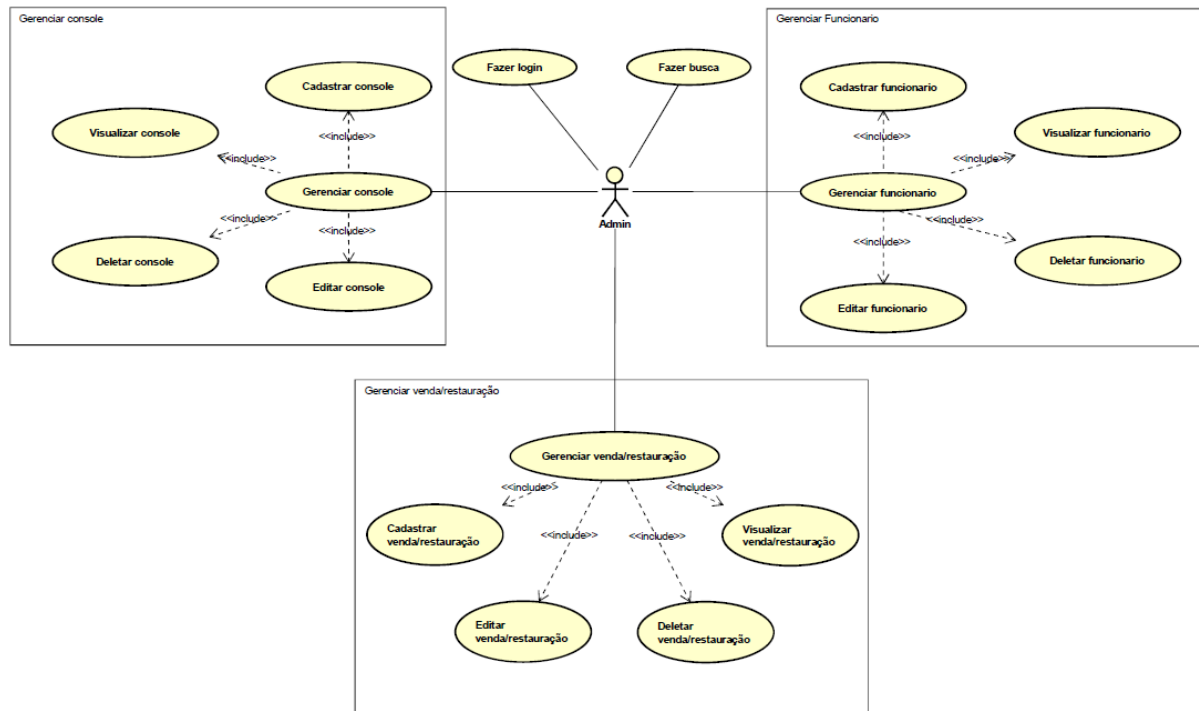 Gerenciar console
Gerenciar Funcionario
Fazer login
Fazer busca
Cadastrar console
Cadastrar funcionario
Visualizar console
<<include>>
<<include>>
Visualizar funcionario
<<include>>
<<include>>
Gerenciar console
Gerenciar funcionario
Admin
<<include>>
<<include>>
<<include>>
<<include>>
Deletar console
Deletar funcionario
Editar console
Editar funcionario
Gerenciar venda/restauração
Gerenciar venda/restauração
<<include>>
<<include>>
Cadastrar
venda/restauração
<<include>>
<<include>>
Visualizar
venda/restauração
Editar
venda/restauração
Deletar
venda/restauração